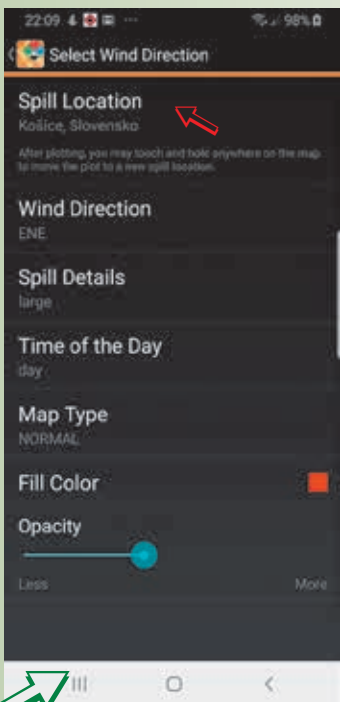 22:09 98%
Select Wind Direction
Spill Location
Košice, Slovensko
After plotting, you may touch and hold anywhere on the map
to move the plot to a new spill location.
Wind Direction
ENE
Spill Details
large
Time of the Day
day
Map Type
NORMAL
Fill Color
Opacity
Less More